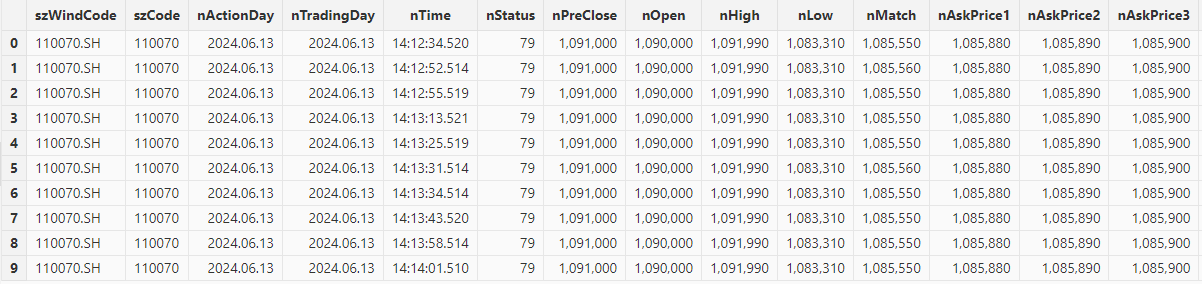 szWindCode szCode nActionDay nTradingDay nTime nStatus nPreClose nOpen nHigh nLow nMatch nAskPrice1 nAskPrice2 nAskPrice3
0 110070.SH 110070 2024.06.13 2024.06.13 14:12:34.520 79 1,091,000 1,090,000 1,091,990 1,083,310 1,085,550 1,085,880 1,085,890 1,085,900
1 110070.SH 110070 2024.06.13 2024.06.13 14:12:52.514 79 1,091,000 1,090,000 1,091,990 1,083,310 1,085,560 1,085,880 1,085,890 1,085,900
2 110070.SH 110070 2024.06.13 2024.06.13 14:12:55.519 79 1,091,000 1,090,000 1,091,990 1,083,310 1,085,550 1,085,880 1,085,890 1,085,900
3 110070.SH 110070 2024.06.13 2024.06.13 14:13:13.521 79 1,091,000 1,090,000 1,091,990 1,083,310 1,085,550 1,085,880 1,085,890 1,085,900
4 110070.SH 110070 2024.06.13 2024.06.13 14:13:25.519 79 1,091,000 1,090,000 1,091,990 1,083,310 1,085,560 1,085,880 1,085,890 1,085,900
5 110070.SH 110070 2024.06.13 2024.06.13 14:13:31.514 79 1,091,000 1,090,000 1,091,990 1,083,310 1,085,560 1,085,880 1,085,890 1,085,900
6 110070.SH 110070 2024.06.13 2024.06.13 14:13:34.514 79 1,091,000 1,090,000 1,091,990 1,083,310 1,085,550 1,085,880 1,085,890 1,085,900
7 110070.SH 110070 2024.06.13 2024.06.13 14:13:43.520 79 1,091,000 1,090,000 1,091,990 1,083,310 1,085,550 1,085,880 1,085,890 1,085,900
8 110070.SH 110070 2024.06.13 2024.06.13 14:13:58.514 79 1,091,000 1,090,000 1,091,990 1,083,310 1,085,550 1,085,880 1,085,890 1,085,900
9 110070.SH 110070 2024.06.13 2024.06.13 14:14:01.510 79 1,091,000 1,090,000 1,091,990 1,083,310 1,085,550 1,085,880 1,085,890 1,085,900